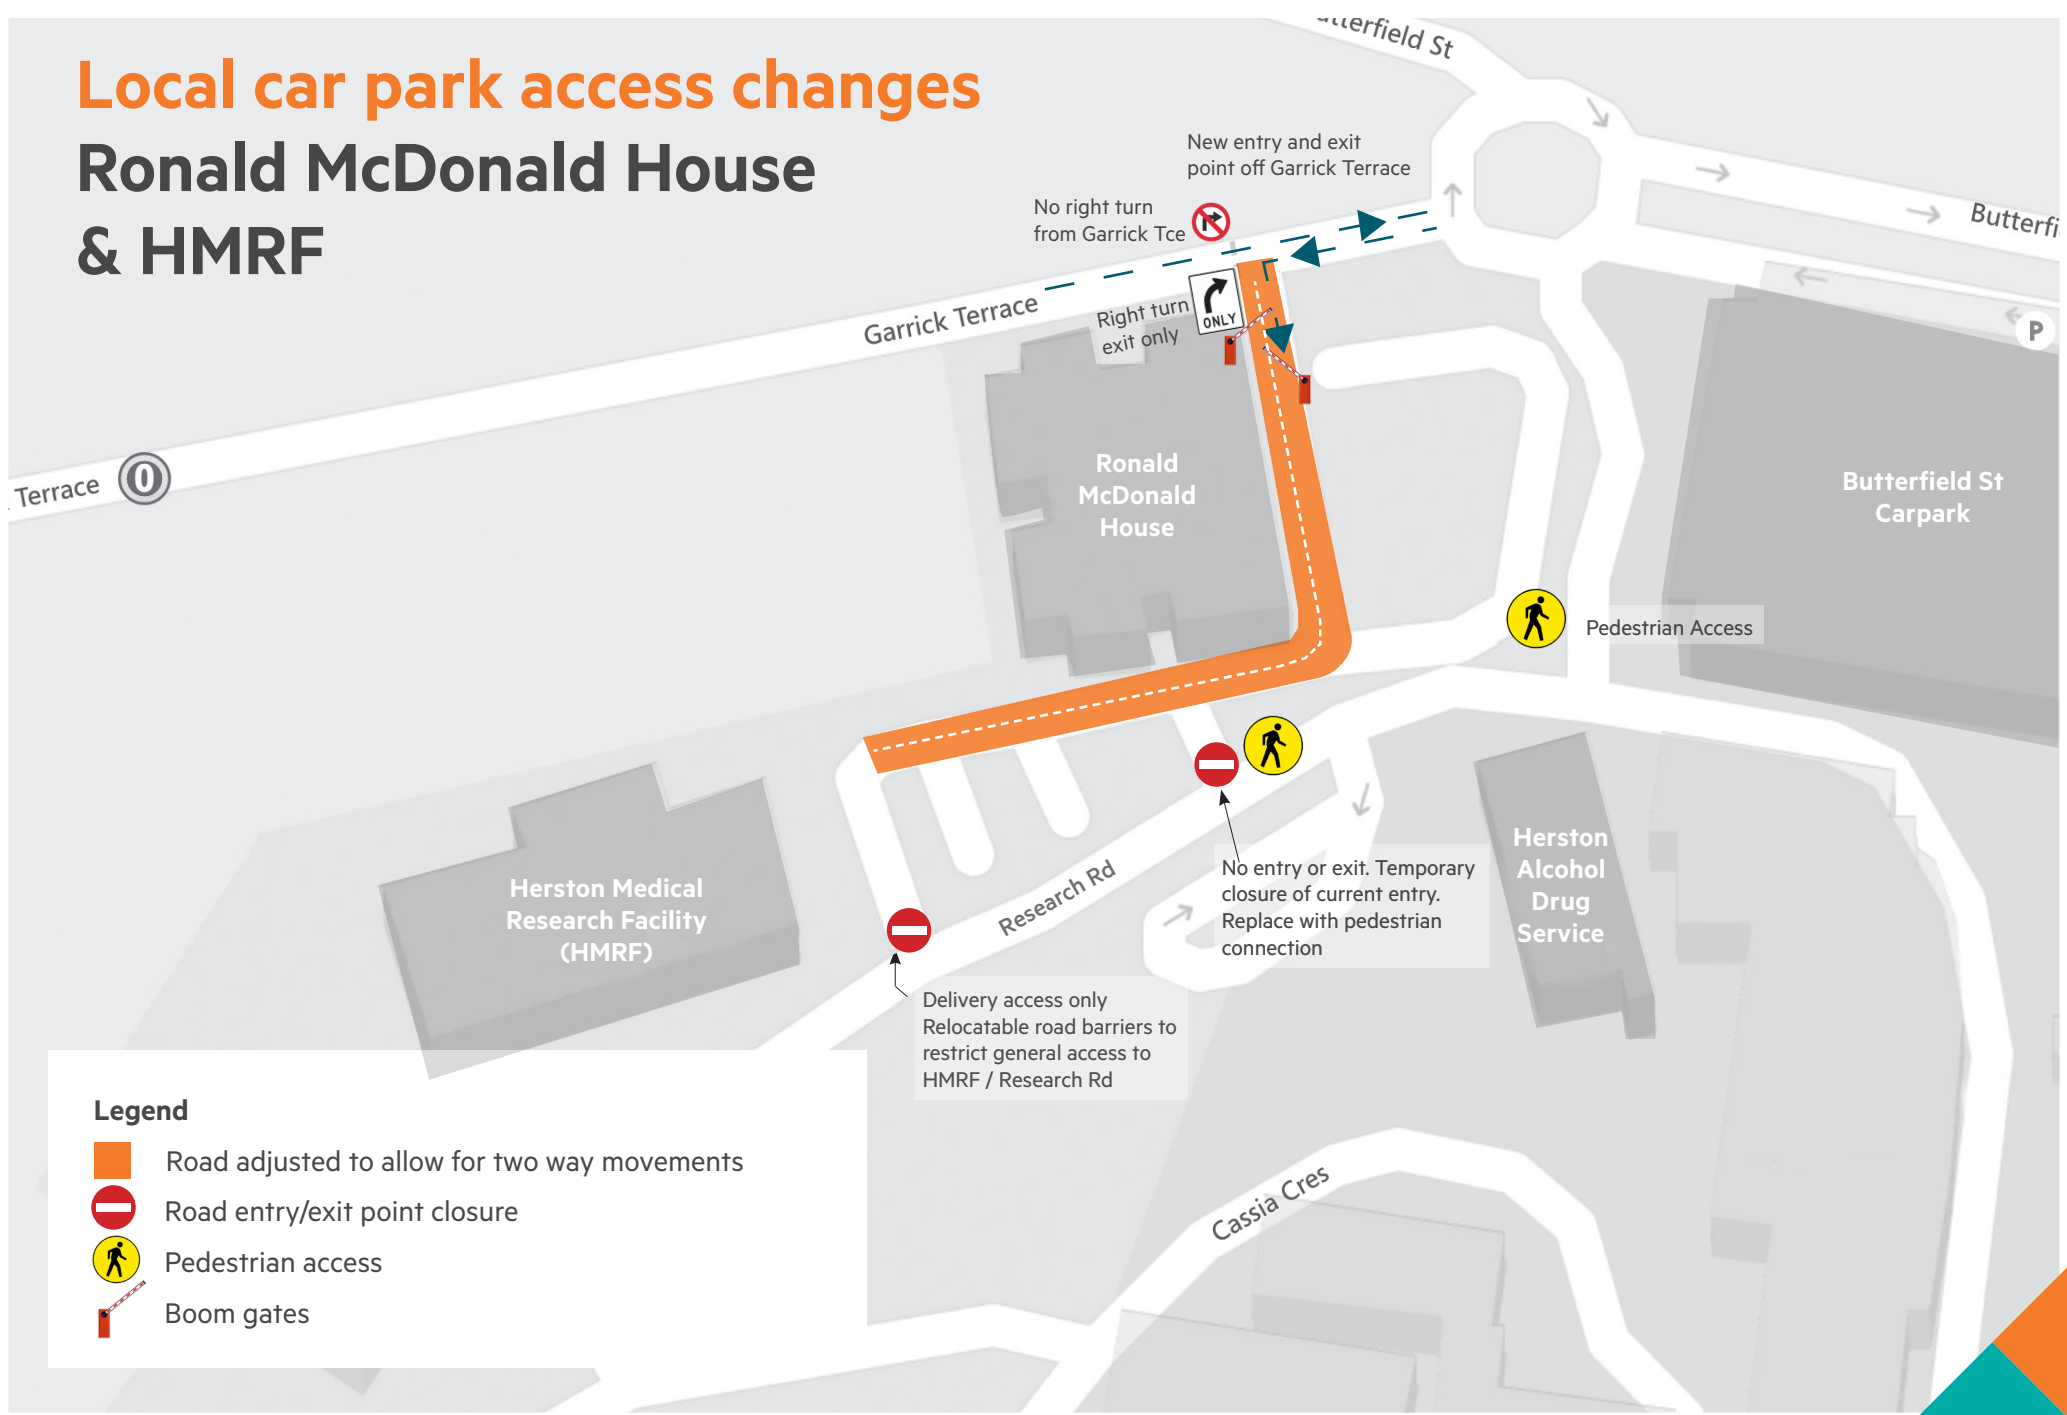 Local car park access changes
Ronald McDonald House
& HMRF
utterfield St
New entry and exit
point off Garrick Terrace
No right turn
from Garrick Tce
Butterfi
Garrick Terrace
Right turn
exit only
ONLY
P
Terrace
0
Ronald
McDonald
House
Butterfield St
Carpark
Pedestrian Access
Herston Medical
Research Facility
(HMRF)
Research Rd
No entry or exit. Temporary
closure of current entry.
Replace with pedestrian
connection
Herston
Alcohol
Drug
Service
Delivery access only
Relocatable road barriers to
restrict general access to
HMRF / Research Rd
Cassia Cres
Legend
Road adjusted to allow for two way movements
Road entry/exit point closure
Pedestrian access
Boom gates